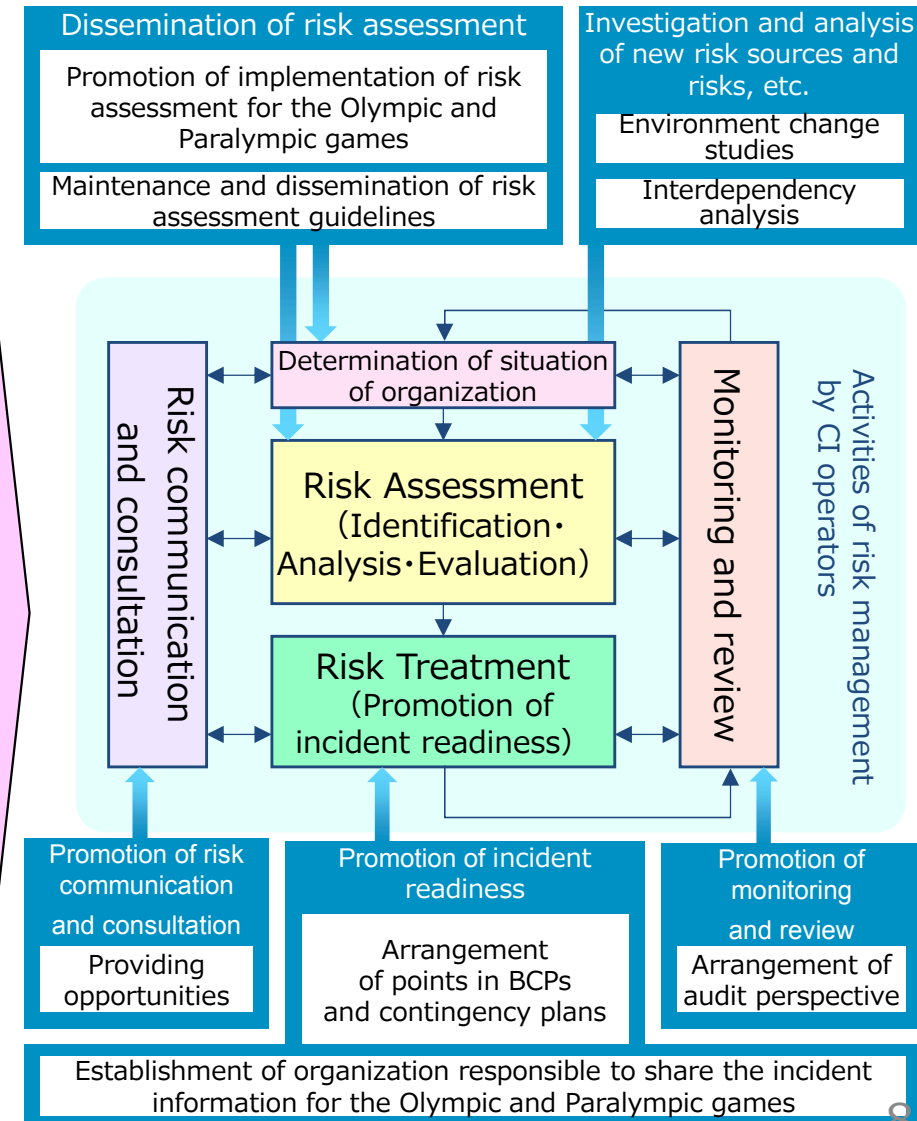 Dissemination of risk assessment
Promotion of implementation of risk
assessment for the Olympic and
Paralympic games
Maintenance and dissemination of risk
assessment guidelines
Investigation and analysis
of new risk sources and
risks, etc.
Environment change
studies
Interdependency
analysis
Risk communication
and consultation
Determination of situation
of organization
Risk Assessment
（Identification・
Analysis・Evaluation）
Risk Treatment
（Promotion of
incident readiness）
Monitoring and review
Activities of risk management
by CI operators
Promotion of risk
communication
and consultation
Providing
opportunities
Promotion of incident
readiness
Arrangement
of points in BCPs
and contingency plans
Promotion of
monitoring
and review
Arrangement of
audit perspective
Establishment of organization responsible to share the incident
information for the Olympic and Paralympic games